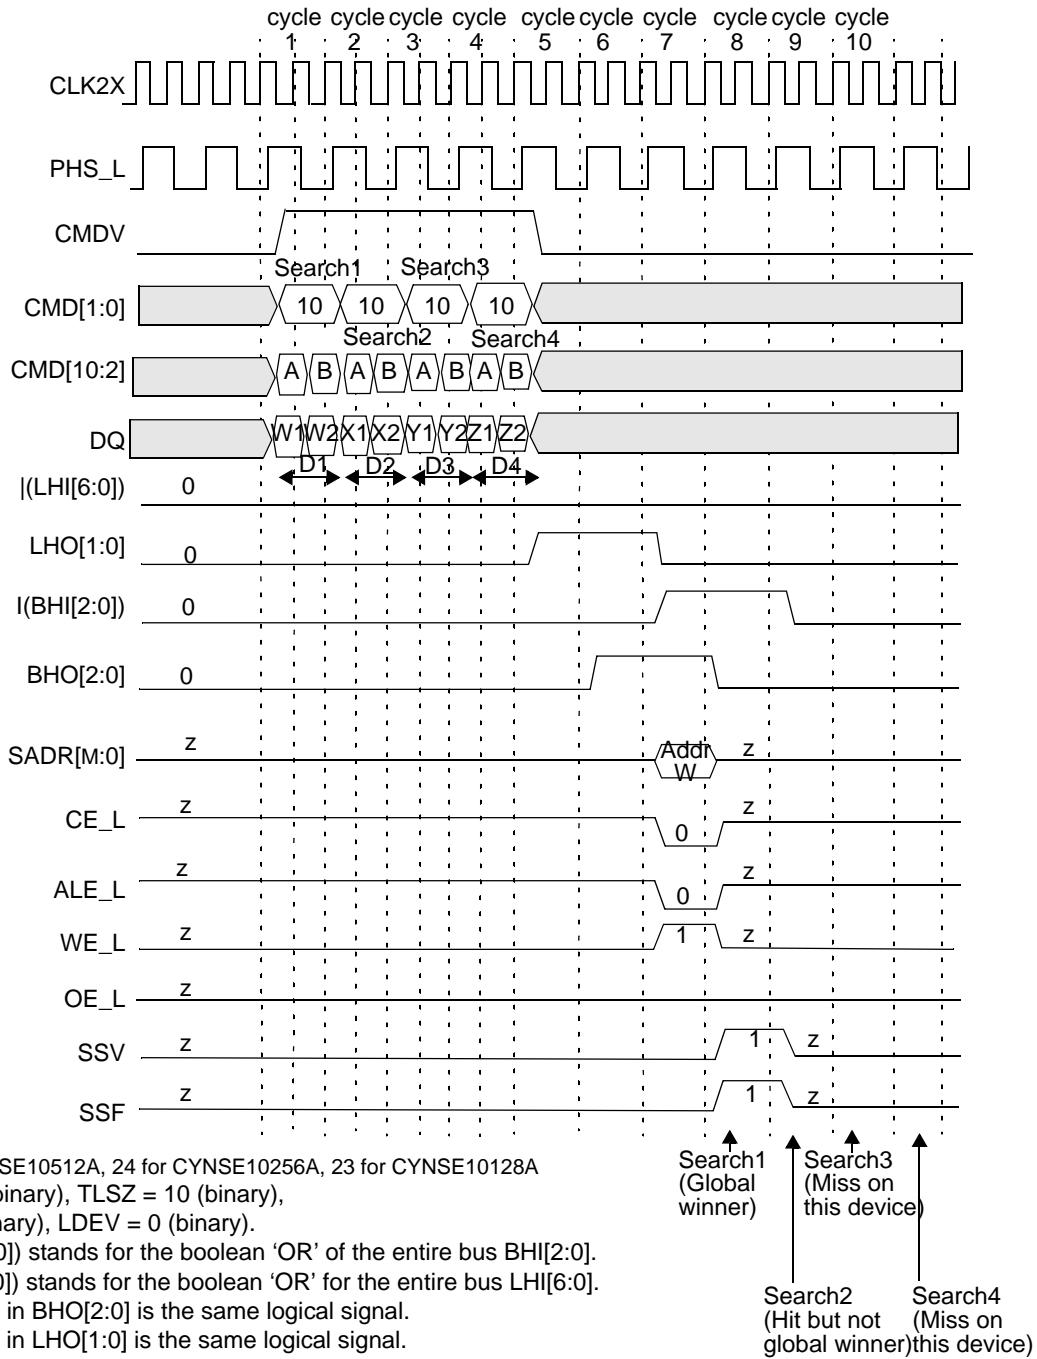 cycle cycle cycle cycle cycle cycle cycle cycle cycle cycle
1 2 3 4 5 6 7 8 9 10
CLK2X
PHS_L
CMDV
Search1 Search3
CMD[1:0] 10 10 10 10
Search2 Search4
CMD[10:2] A B A B A B A B
DQ W1 W2 X1 X2 Y1 Y2 Z1 Z2
D1 D2 D3 D4
|(LHI[6:0]) 0
LHO[1:0] 0
I(BHI[2:0]) 0
BHO[2:0] 0
SADR[M:0] z Addr W z
CE_L z 0 z
ALE_L z 0 z
WE_L z 1 z
OE_L z
SSV z 1 z
SSF z 1 z
Search1
(Global
winner)
Search3
(Miss on
this device)
SE10512A, 24 for CYNSE10256A, 23 for CYNSE10128A
inary), TLSZ = 10 (binary),
ary), LDEV = 0 (binary).
0]) stands for the boolean ‘OR’ of the entire bus BHI[2:0].
0]) stands for the boolean ‘OR’ for the entire bus LHI[6:0].
in BHO[2:0] is the same logical signal.
in LHO[1:0] is the same logical signal.
Search2
(Hit but not
global winner)
Search4
(Miss on
this device)